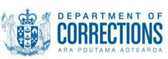 DEPARTMENT OF
CORRECTIONS
ARA POUTAMA AOTEAROA